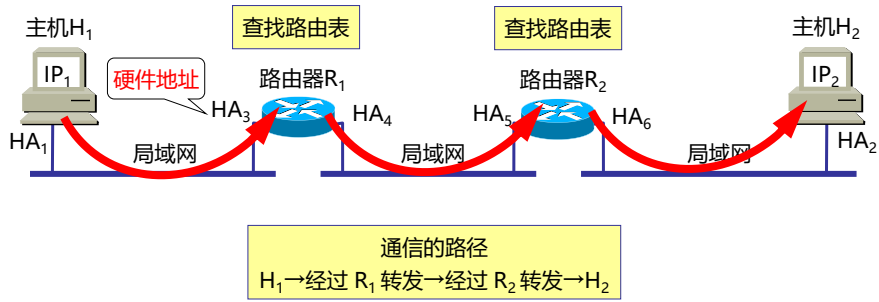 主机H₁
查找路由表
查找路由表
主机H₂
IP₁
硬件地址
路由器R₁
路由器R₂
IP₂
HA₁
HA₃
HA₄
HA₅
HA₆
HA₂
局域网
局域网
局域网
通信的路径
H₁→经过 R₁ 转发→经过 R₂ 转发→H₂